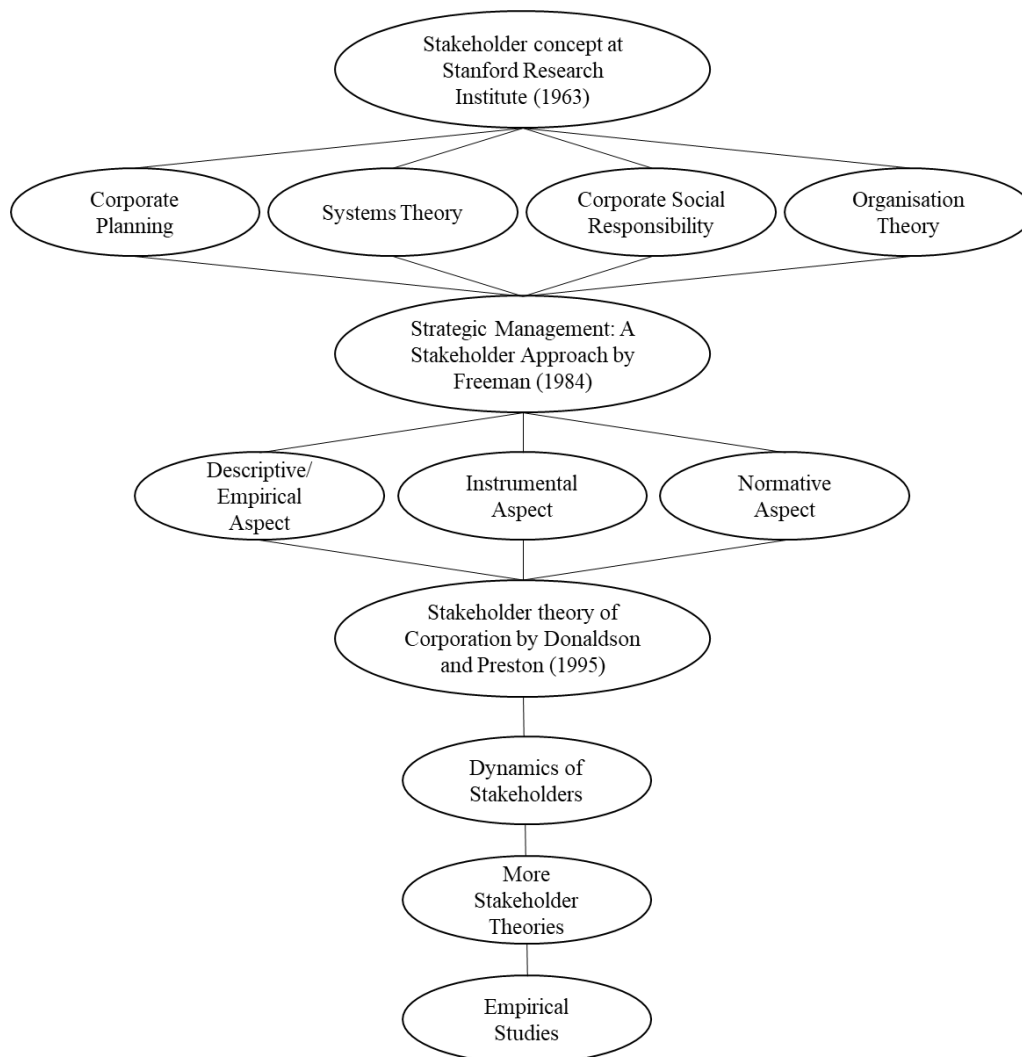 Stakeholder concept at
Stanford Research
Institute (1963)
Corporate
Planning
Systems Theory
Corporate Social
Responsibility
Organisation
Theory
Strategic Management: A
Stakeholder Approach by
Freeman (1984)
Descriptive/
Empirical
Aspect
Instrumental
Aspect
Normative
Aspect
Stakeholder theory of
Corporation by Donaldson
and Preston (1995)
Dynamics of
Stakeholders
More
Stakeholder
Theories
Empirical
Studies